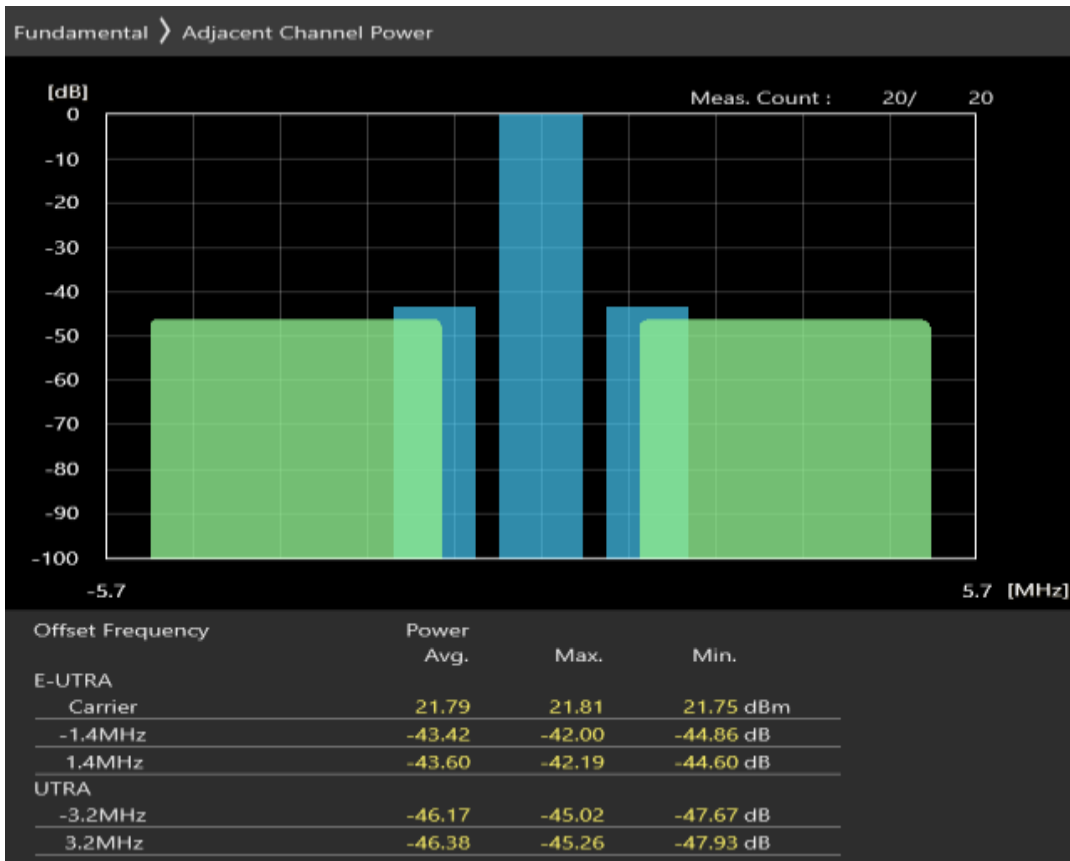 Fundamental 〉 Adjacent Channel Power
[dB]
Meas. Count : 20/ 20
0
-10
-20
-30
-40
-50
-60
-70
-80
-90
-100
-5.7 5.7 [MHz]
Offset Frequency Power
Avg. Max. Min.
E-UTRA
Carrier 21.79 21.81 21.75 dBm
-1.4MHz -43.42 -42.00 -44.86 dB
1.4MHz -43.60 -42.19 -44.60 dB
UTRA
-3.2MHz -46.17 -45.02 -47.67 dB
3.2MHz -46.38 -45.26 -47.93 dB